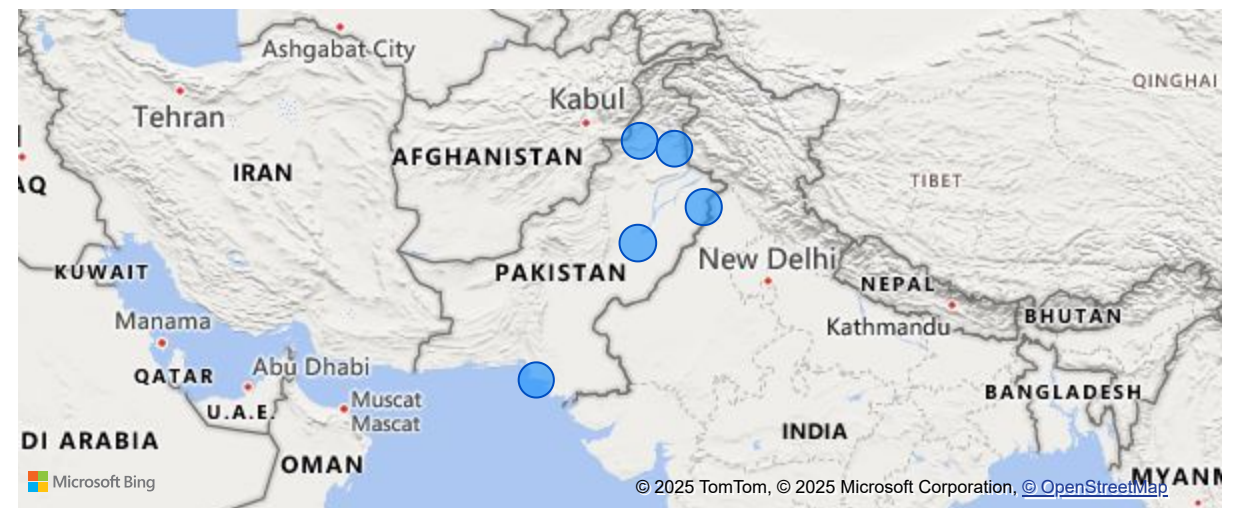 Ashgabat City
QINGHAI
Tehran
Kabul
IRAN
AFGHANISTAN
AQ
TIBET
KUWAIT
PAKISTAN
New Delhi
NEPAL
BHUTAN
Manama
Kathmandu
QATAR
Abu Dhabi
Muscat
Mascat
U.A.E.
BANGLADESH
DI ARABIA
INDIA
OMAN
MYANM
Microsoft Bing
© 2025 TomTom, © 2025 Microsoft Corporation, © OpenStreetMap